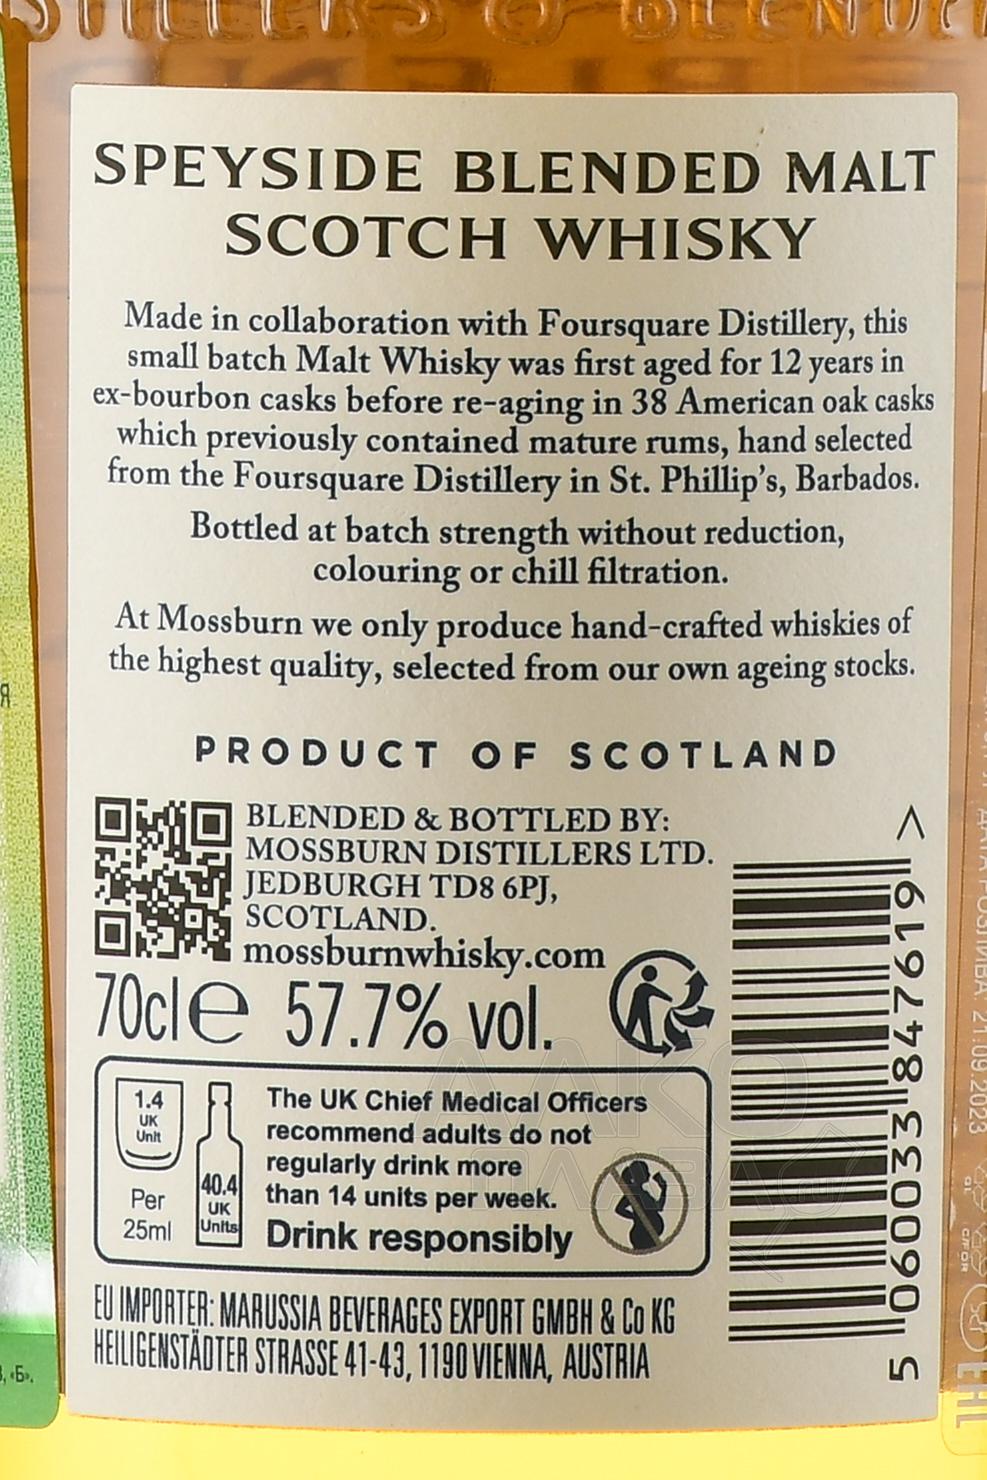 SPEYSIDE BLENDED MALT
SCOTCH WHISKY
Made in collaboration with Foursquare Distillery, this
small batch Malt Whisky was first aged for 12 years in
ex-bourbon casks before re-aging in 38 American oak casks
which previously contained mature rums, hand selected
from the Foursquare Distillery in St. Phillip's, Barbados.
Bottled at batch strength without reduction,
colouring or chill filtration.
At Mossburn we only produce hand-crafted whiskies of
the highest quality, selected from our own ageing stocks.
PRODUCT OF SCOTLAND
BLENDED & BOTTLED BY:
MOSSBURN DISTILLERS LTD.
JEDBURGH TD8 6PJ,
SCOTLAND.
mossburnwhisky.com
70cl e 57.7% vol.
1.4
UK
Unit
Per
25ml
40.4
UK
Units
The UK Chief Medical Officers
recommend adults do not
regularly drink more
than 14 units per week.
Drink responsibly
EU IMPORTER: MARUSSIA BEVERAGES EXPORT GMBH & Co KG
HEILIGENSTÄDTER STRASSE 41-43, 1190 VIENNA, AUSTRIA
5 060033 847619 >
21.09.2023
ЕАС